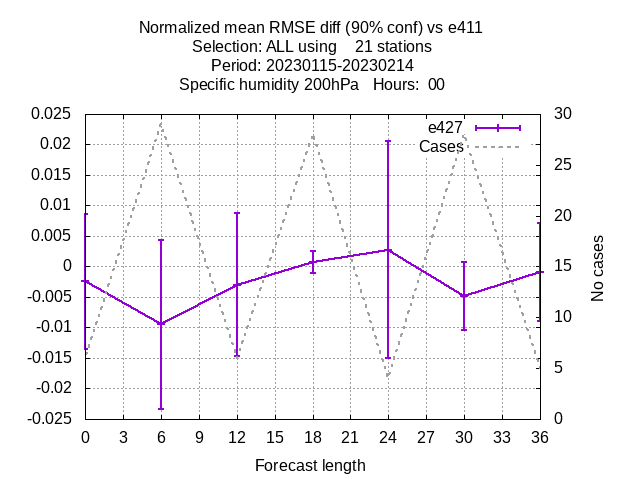 Normalized mean RMSE diff (90% conf) vs e411
Selection: ALL using    21 stations
Period: 20230115-20230214
Specific humidity 200hPa   Hours:  00
0.025
0.02
0.015
0.01
0.005
0
-0.005
-0.01
-0.015
-0.02
-0.025
e427
Cases
30
25
20
15
10
5
0
No cases
0 3 6 9 12 15 18 21 24 27 30 33 36
Forecast length